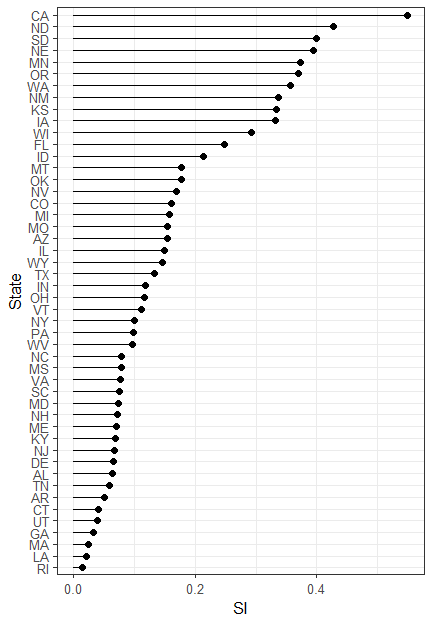 CA
ND
SD
NE
MN
OR
WA
NM
KS
IA
WI
FL
ID
MT
OK
NV
CO
MI
MO
AZ
IL
WY
TX
IN
OH
VT
NY
PA
WV
NC
MS
VA
SC
MD
NH
ME
KY
NJ
DE
AL
TN
AR
CT
UT
GA
MA
LA
RI
State
0.0 0.2 0.4
SI